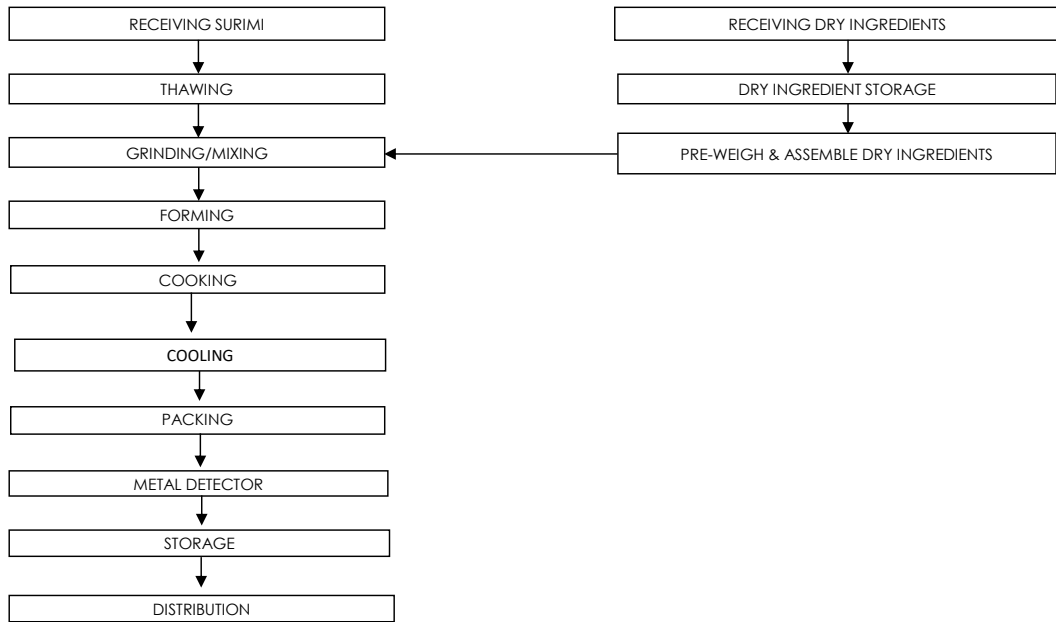 RECEIVING SURIMI
RECEIVING DRY INGREDIENTS
THAWING
DRY INGREDIENT STORAGE
GRINDING/MIXING
PRE-WEIGH & ASSEMBLE DRY INGREDIENTS
FORMING
COOKING
COOLING
PACKING
METAL DETECTOR
STORAGE
DISTRIBUTION